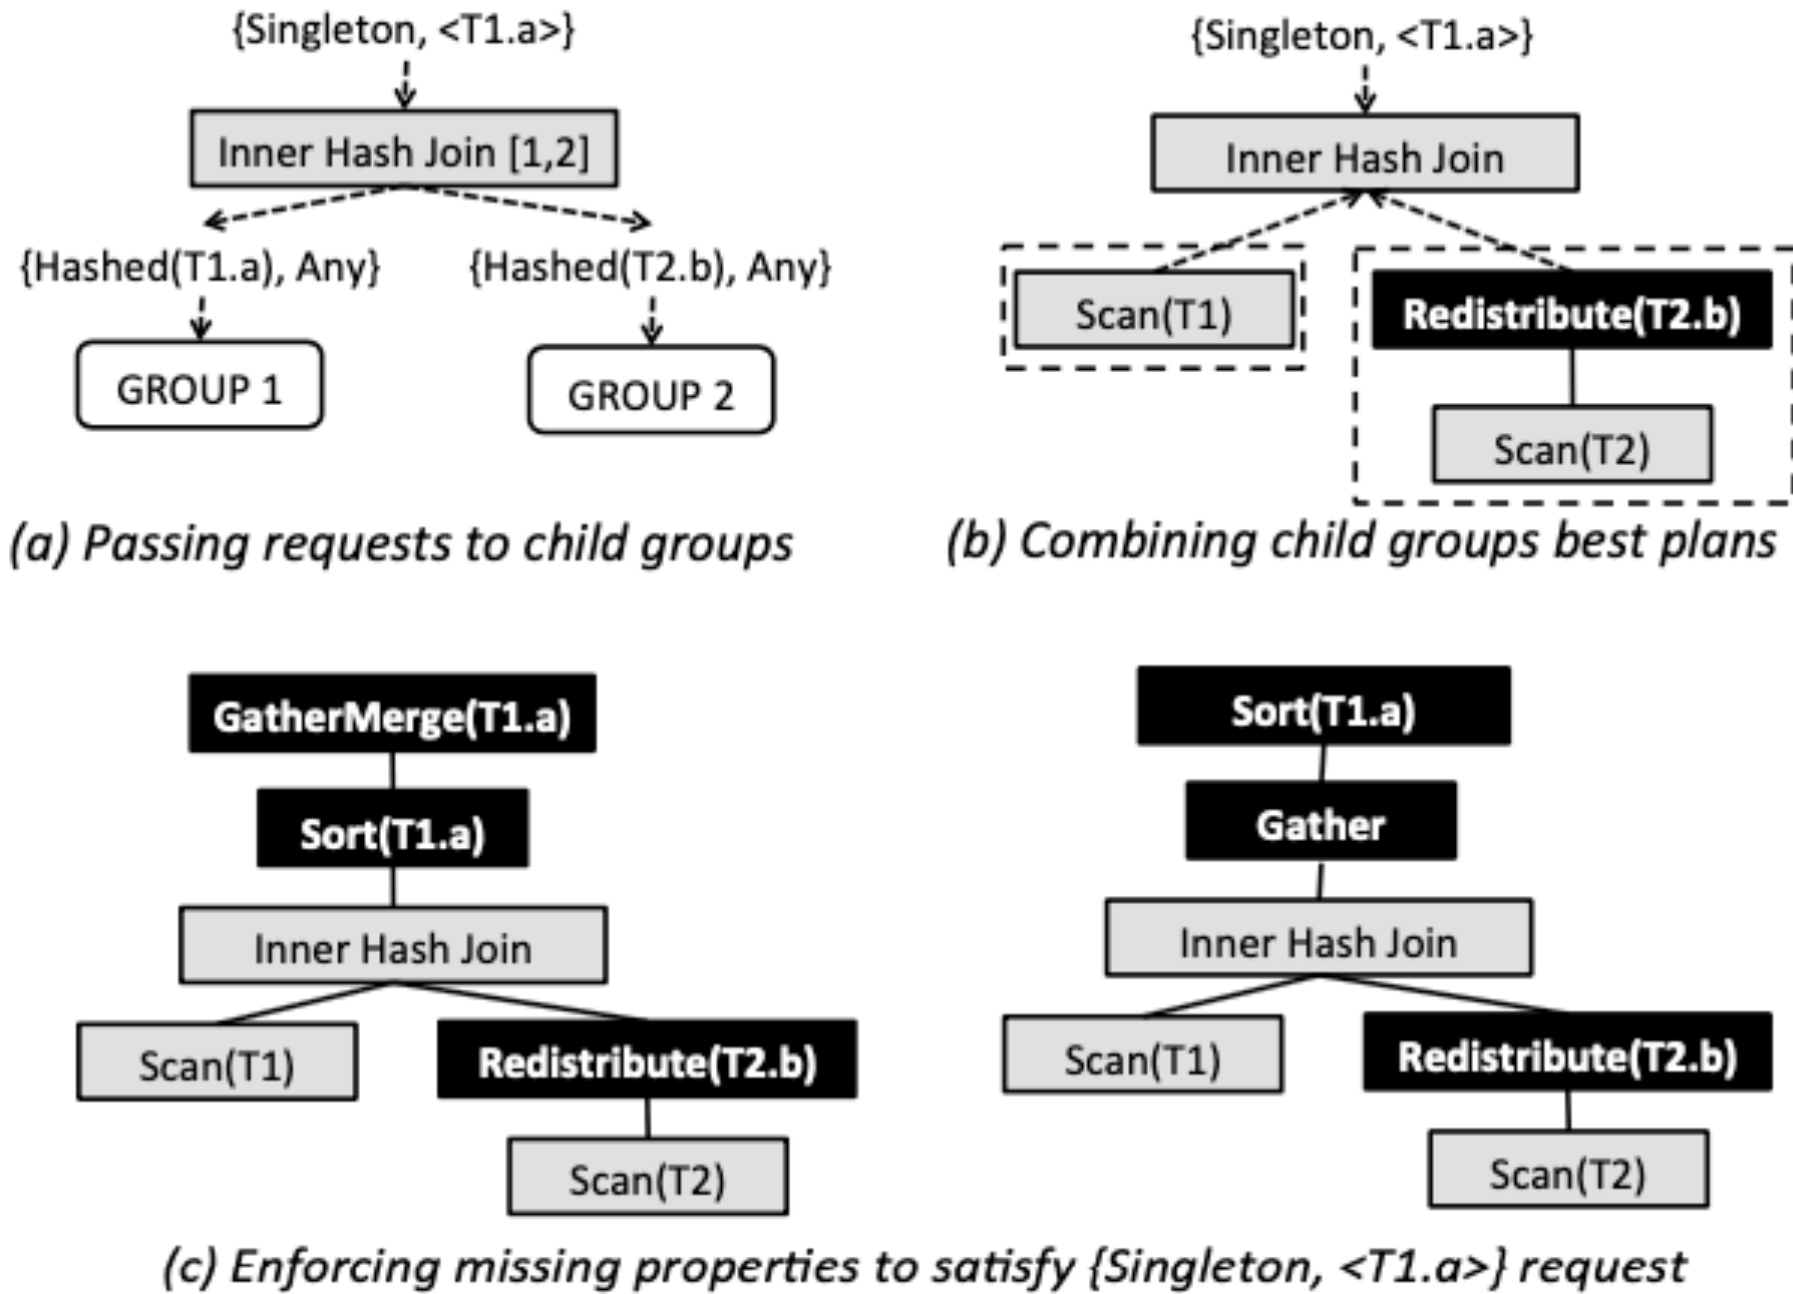 {Singleton, <T1.a>}
Inner Hash Join [1,2]
{Hashed(T1.a), Any}
{Hashed(T2.b), Any}
GROUP 1
GROUP 2
(a) Passing requests to child groups
{Singleton, <T1.a>}
Inner Hash Join
Scan(T1)
Redistribute(T2.b)
Scan(T2)
(b) Combining child groups best plans
GatherMerge(T1.a)
Sort(T1.a)
Inner Hash Join
Scan(T1)
Redistribute(T2.b)
Scan(T2)
Sort(T1.a)
Gather
Inner Hash Join
Scan(T1)
Redistribute(T2.b)
Scan(T2)
(c) Enforcing missing properties to satisfy {Singleton, <T1.a>} request